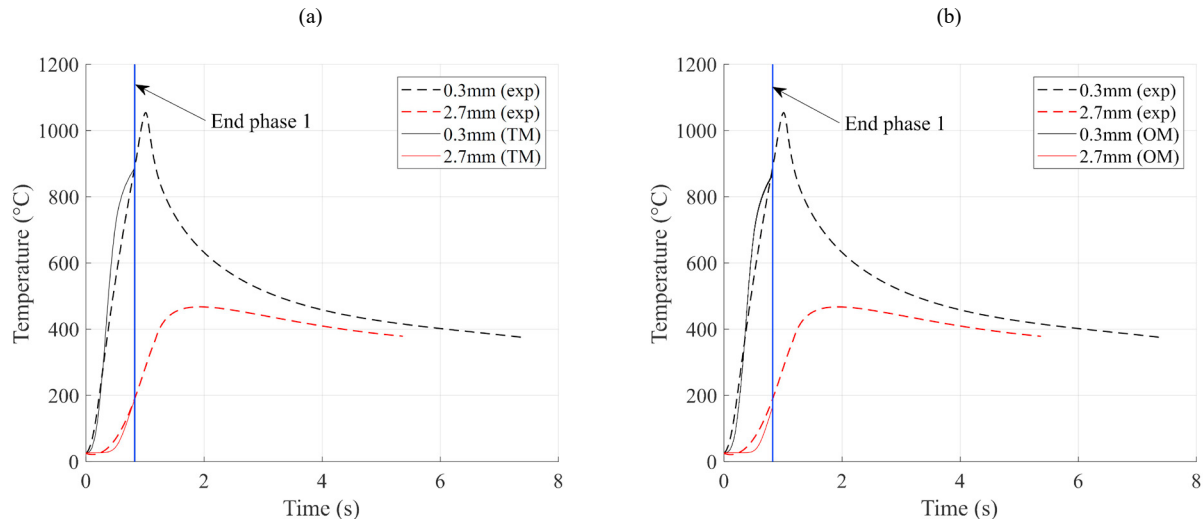 (a)
1200
1000
800
600
400
200
0
0 2 4 6 8
Temperature (°C)
Time (s)
End phase 1
0.3mm (exp)
2.7mm (exp)
0.3mm (TM)
2.7mm (TM)
(b)
1200
1000
800
600
400
200
0
0 2 4 6 8
Temperature (°C)
Time (s)
End phase 1
0.3mm (exp)
2.7mm (exp)
0.3mm (OM)
2.7mm (OM)